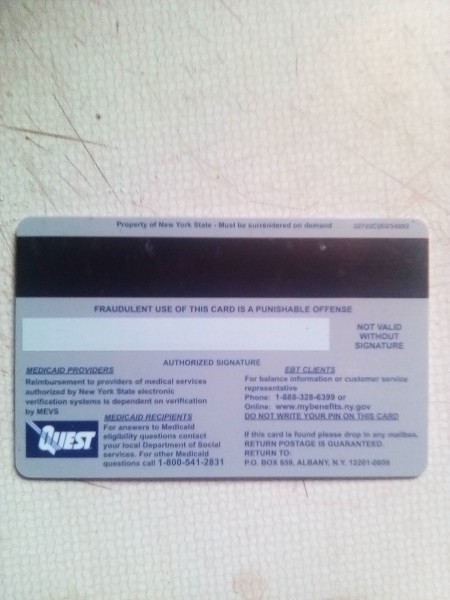 Property of New York State - Must be surrendered on demand
FRAUDULENT USE OF THIS CARD IS A PUNISHABLE OFFENSE
NOT VALID
WITHOUT
SIGNATURE
AUTHORIZED SIGNATURE
MEDICAID PROVIDERS
Reimbursement to providers of medical services
authorized by New York State electronic
verification systems is dependent on verification
by MEVS
EBT CLIENTS
For balance information or customer service
representative
Phone: 1-888-328-6399 or
Online: www.mybenefits.ny.gov
DO NOT WRITE YOUR PIN ON THIS CARD
QUEST
MEDICAID RECIPIENTS
For answers to Medicaid
eligibility questions contact
your local Department of Social
services. For other Medicaid
questions call 1-800-541-2831
If this card is found please drop in any mailbox.
RETURN POSTAGE IS GUARANTEED.
RETURN TO:
P.O. BOX 859, ALBANY, N.Y. 12201-0859